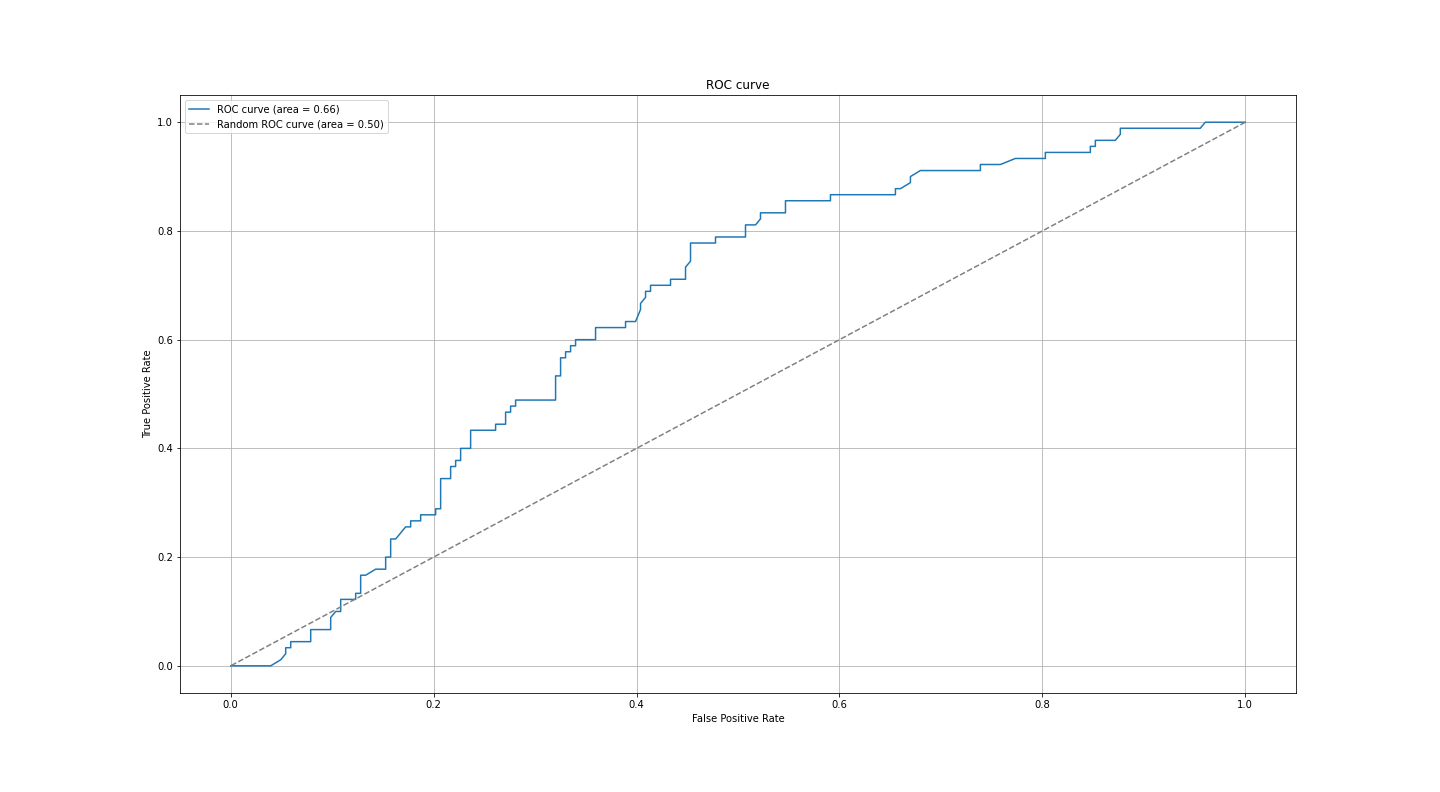 ROC curve
ROC curve (area = 0.66)
Random ROC curve (area = 0.50)
1.0
0.8
0.6
0.4
0.2
0.0
True Positive Rate
0.0 0.2 0.4 0.6 0.8 1.0
False Positive Rate